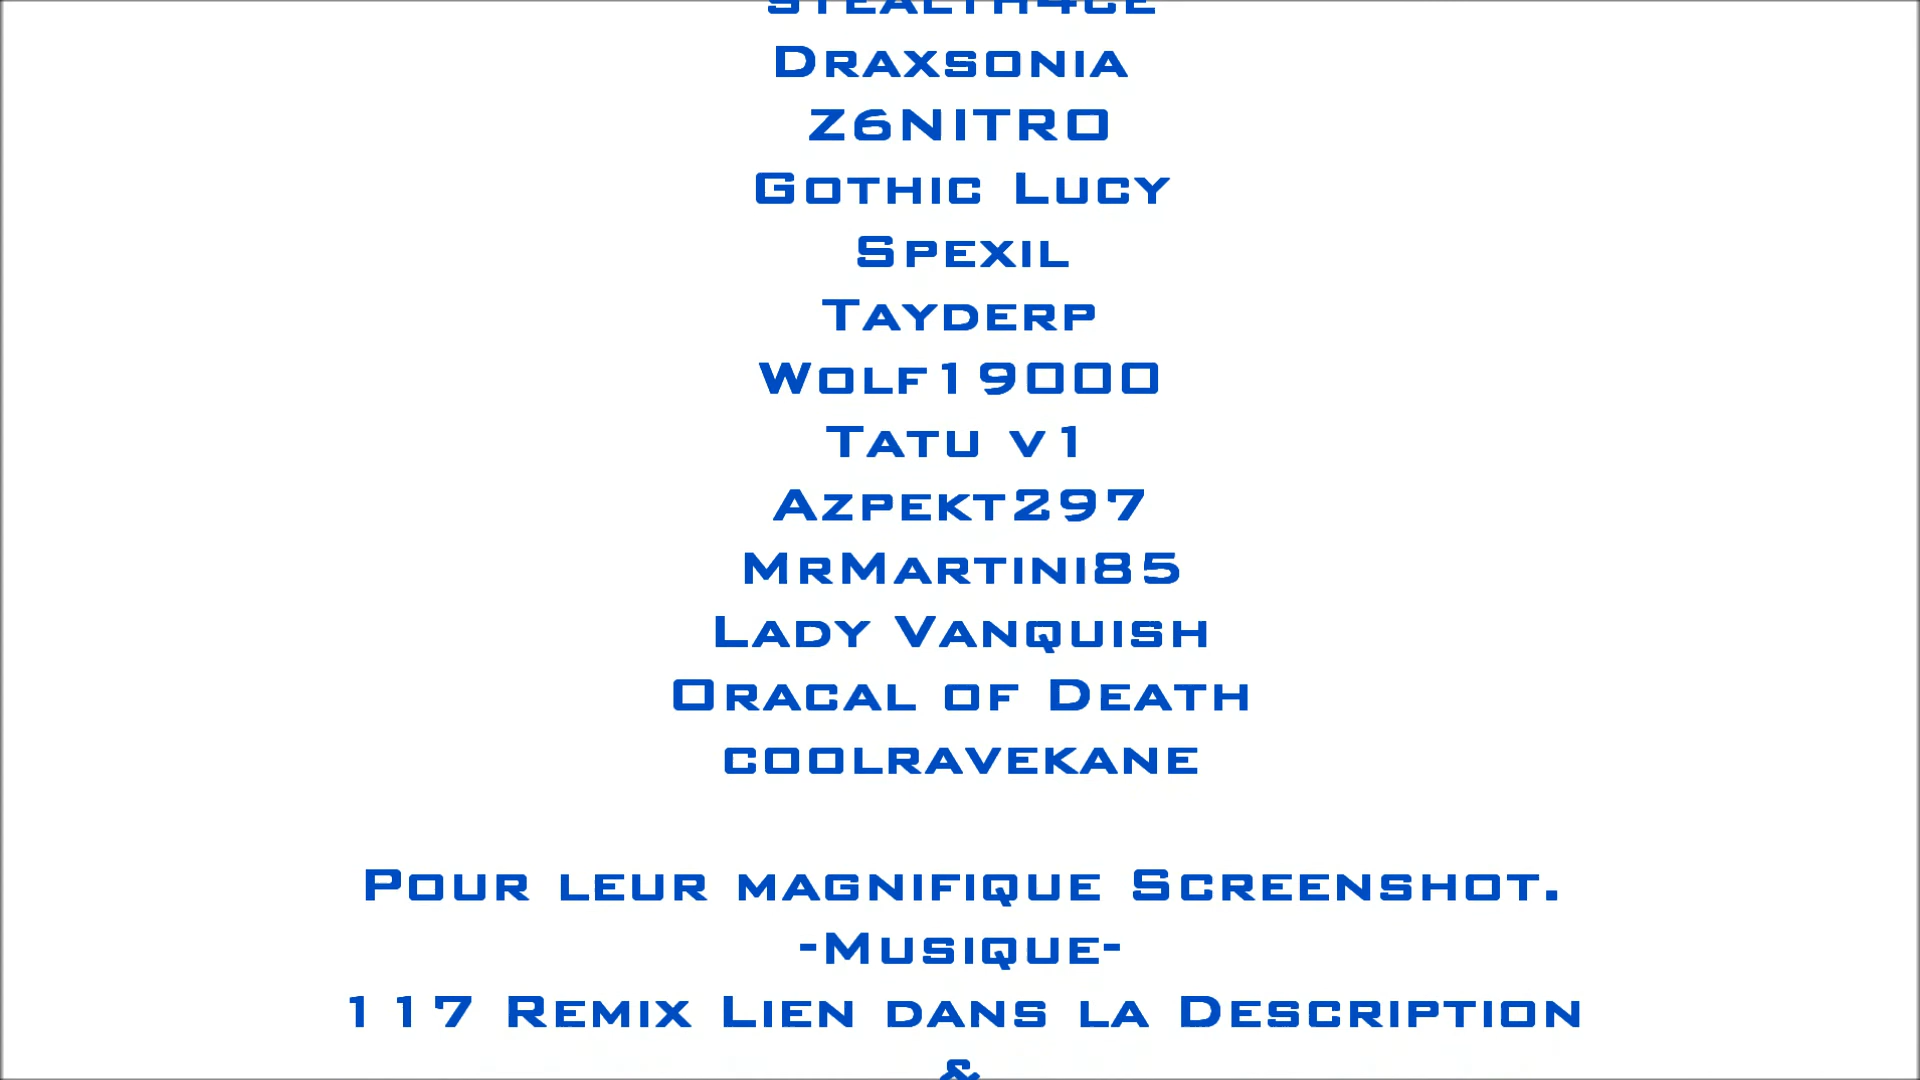 stealth4ce
Draxsonia
Z6NITRO
Gothic Lucy
Spexil
Tayderp
Wolf19000
Tatu v1
Azpekt297
MrMartini85
Lady Vanquish
Oracal of Death
coolravekane
Pour leur magnifique Screenshot.
-Musique-
117 Remix Lien dans la Description
&